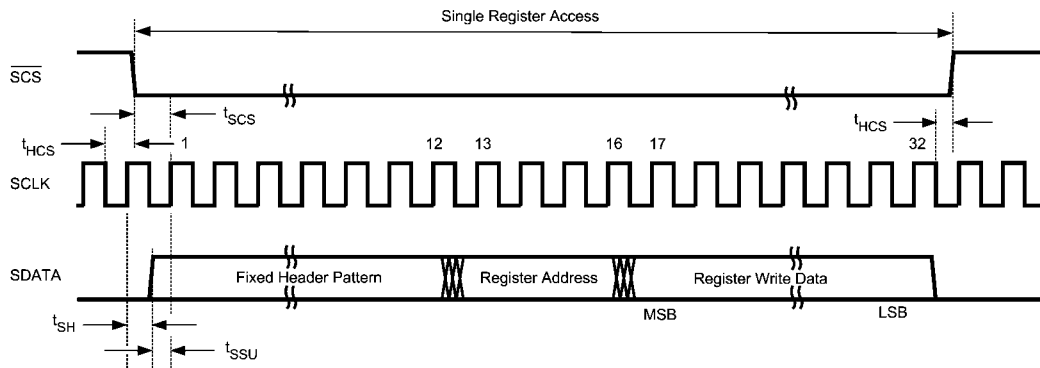 Single Register Access
SCS
tSCS
tHCS
tHCS
1
12
13
16
17
32
SCLK
SDATA
Fixed Header Pattern
Register Address
Register Write Data
MSB
LSB
tSH
tSSU